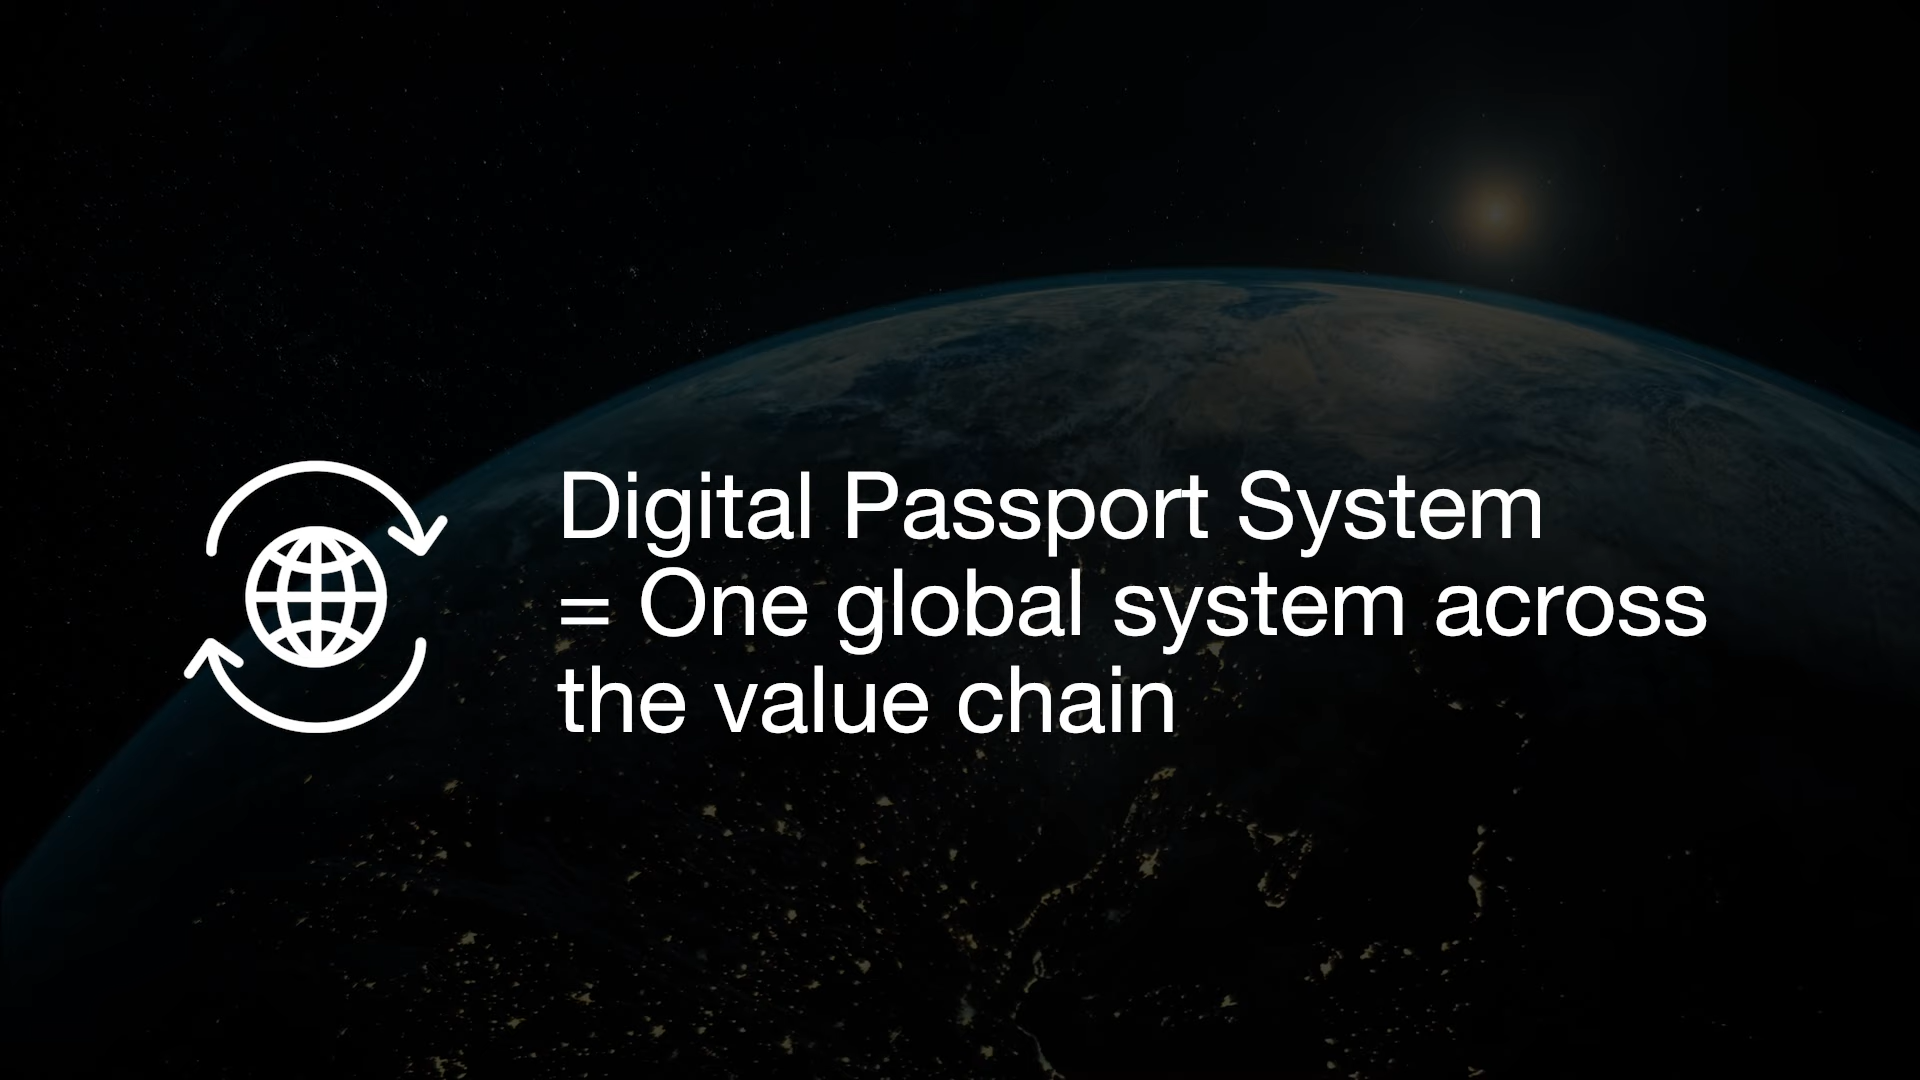 Digital Passport System
= One global system across
the value chain